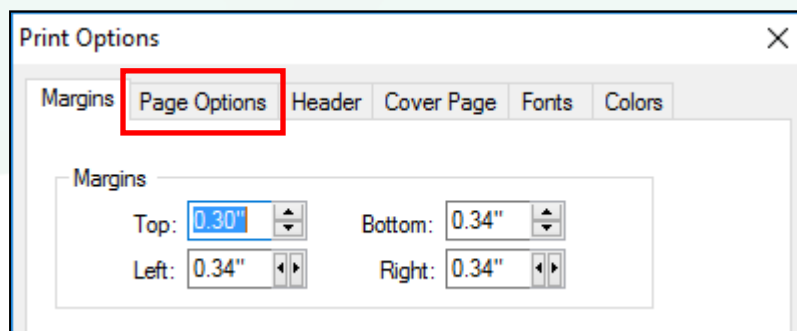 Print Options
Margins Page Options Header Cover Page Fonts Colors
Margins
Top: 0.30" Bottom: 0.34"
Left: 0.34" Right: 0.34"